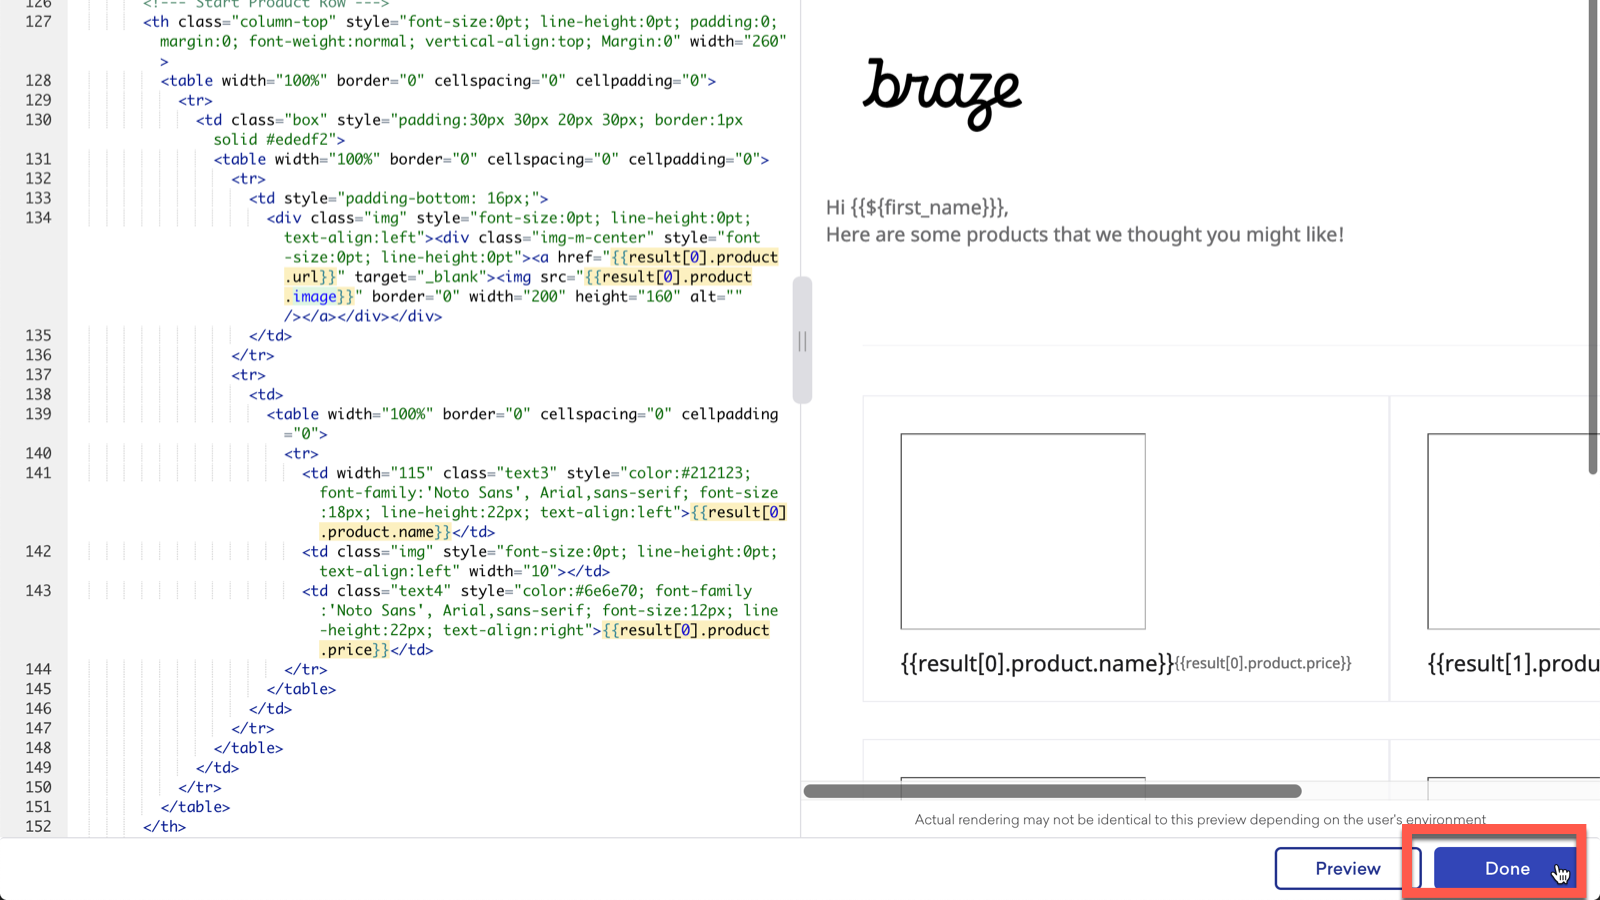 126 <!--- Start Product Row --->
127 <th class="column-top" style="font-size:0pt; line-height:0pt; padding:0;
margin:0; font-weight:normal; vertical-align:top; Margin:0" width="260"
>
128 <table width="100%" border="0" cellspacing="0" cellpadding="0">
129 <tr>
130 <td class="box" style="padding:30px 30px 20px 30px; border:1px
solid #ededf2">
131 <table width="100%" border="0" cellspacing="0" cellpadding="0">
132 <tr>
133 <td style="padding-bottom: 16px;">
134 <div class="img" style="font-size:0pt; line-height:0pt;
text-align:left"><div class="img-m-center" style="font
-size:0pt; line-height:0pt"><a href="{{result[0].product
.url}}" target="_blank"><img src="{{result[0].product
.image}}" border="0" width="200" height="160" alt=""
/></a></div></div>
135 </td>
136 </tr>
137 <tr>
138 <td>
139 <table width="100%" border="0" cellspacing="0" cellpadding
="0">
140 <tr>
141 <td width="115" class="text3" style="color:#212123;
font-family:'Noto Sans', Arial,sans-serif; font-size
:18px; line-height:22px; text-align:left">{{result[0]
.product.name}}</td>
142 <td class="img" style="font-size:0pt; line-height:0pt;
text-align:left" width="10"></td>
143 <td class="text4" style="color:#6e6e70; font-family
:'Noto Sans', Arial,sans-serif; font-size:12px; line
-height:22px; text-align:right">{{result[0].product
.price}}</td>
144 </tr>
145 </table>
146 </td>
147 </tr>
148 </table>
149 </td>
150 </tr>
151 </table>
152 </th>
braze
Hi {{${first_name}}},
Here are some products that we thought you might like!
{{result[0].product.name}}{{result[0].product.price}}
{{result[1].produ
Actual rendering may not be identical to this preview depending on the user's environment
Preview
Done